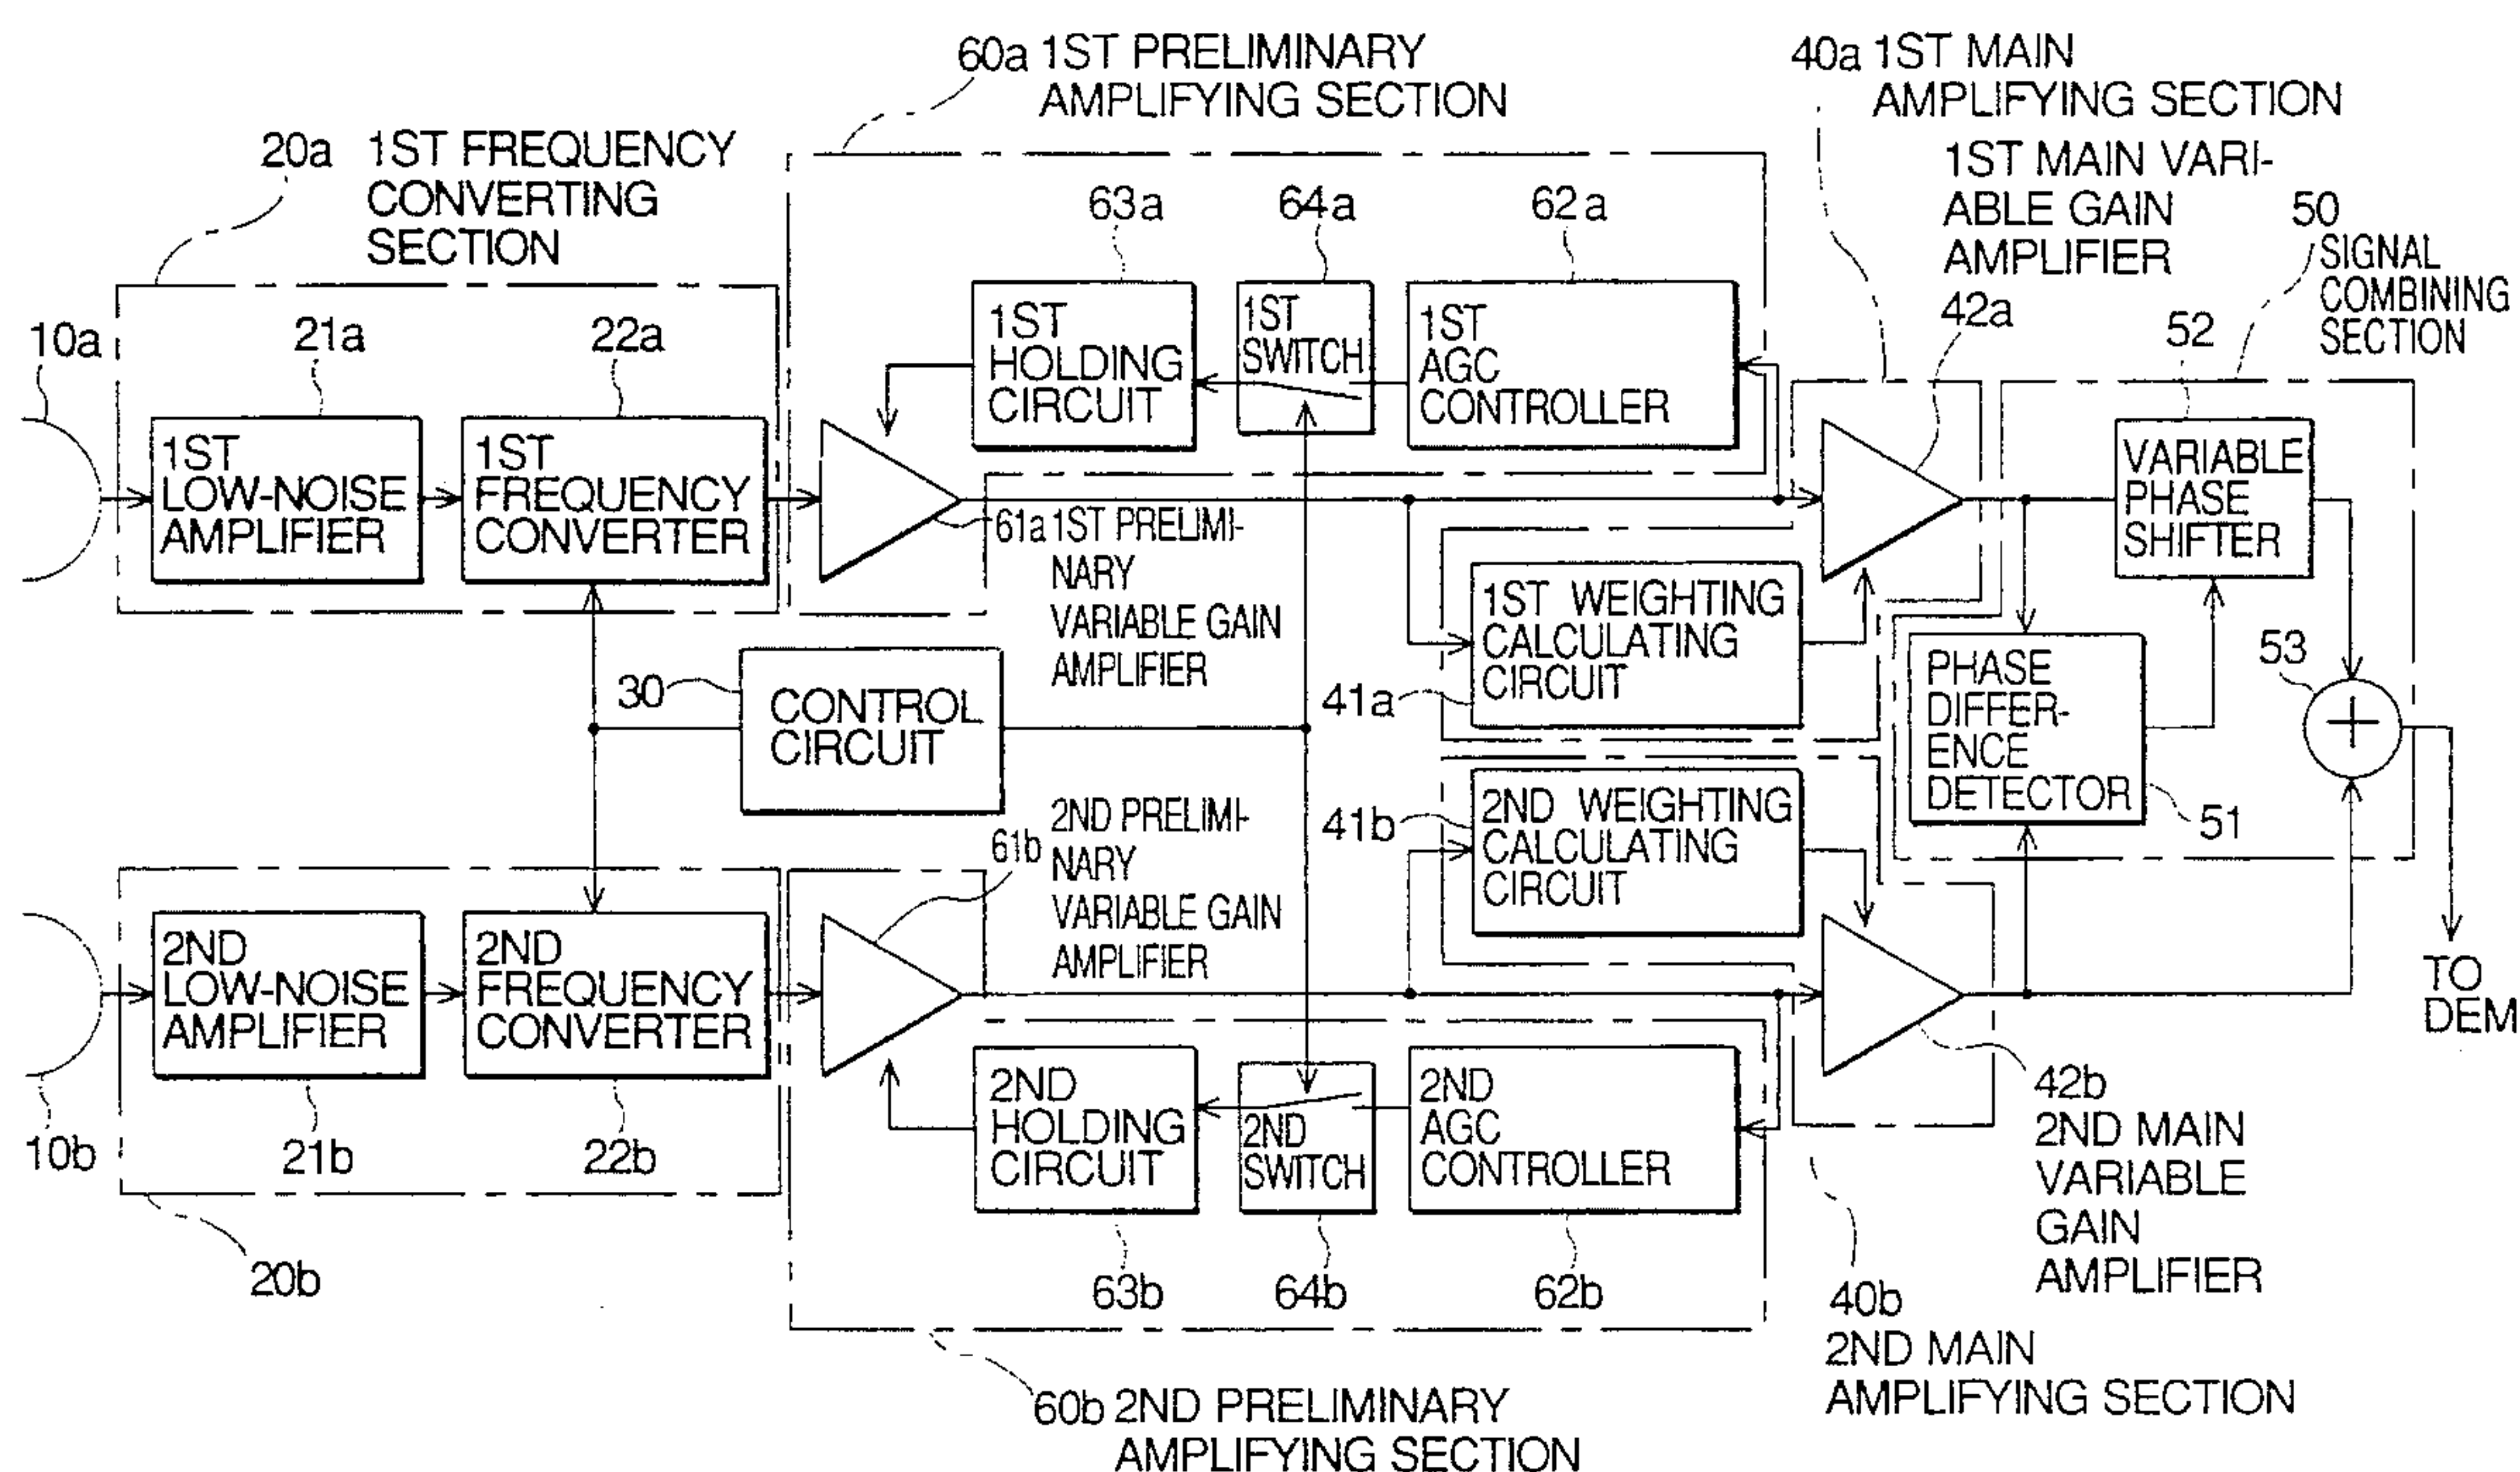 60a 1ST PRELIMINARY
AMPLIFYING SECTION
40a 1ST MAIN
AMPLIFYING SECTION
20a 1ST FREQUENCY
CONVERTING
SECTION
1ST MAIN VARI-
ABLE GAIN
AMPLIFIER
50
SIGNAL
COMBINING
SECTION
63a
64a
62a
42a
52
10a
21a
22a
1ST
HOLDING
CIRCUIT
1ST
SWITCH
1ST
AGC
CONTROLLER
1ST
LOW-NOISE
AMPLIFIER
1ST
FREQUENCY
CONVERTER
VARIABLE
PHASE
SHIFTER
61a 1ST PRELIMI-
NARY
VARIABLE GAIN
AMPLIFIER
1ST WEIGHTING
CALCULATING
CIRCUIT
41a
30
CONTROL
CIRCUIT
PHASE
DIFFER-
ENCE
DETECTOR
51
53
+
61b
2ND PRELIMI-
NARY
VARIABLE GAIN
AMPLIFIER
41b
2ND WEIGHTING
CALCULATING
CIRCUIT
2ND
LOW-NOISE
AMPLIFIER
2ND
FREQUENCY
CONVERTER
TO
DEM
10b
21b
22b
20b
2ND
HOLDING
CIRCUIT
2ND
SWITCH
2ND
AGC
CONTROLLER
42b
2ND MAIN
VARIABLE
GAIN
AMPLIFIER
63b
64b
62b
40b
2ND MAIN
AMPLIFYING SECTION
60b 2ND PRELIMINARY
AMPLIFYING SECTION